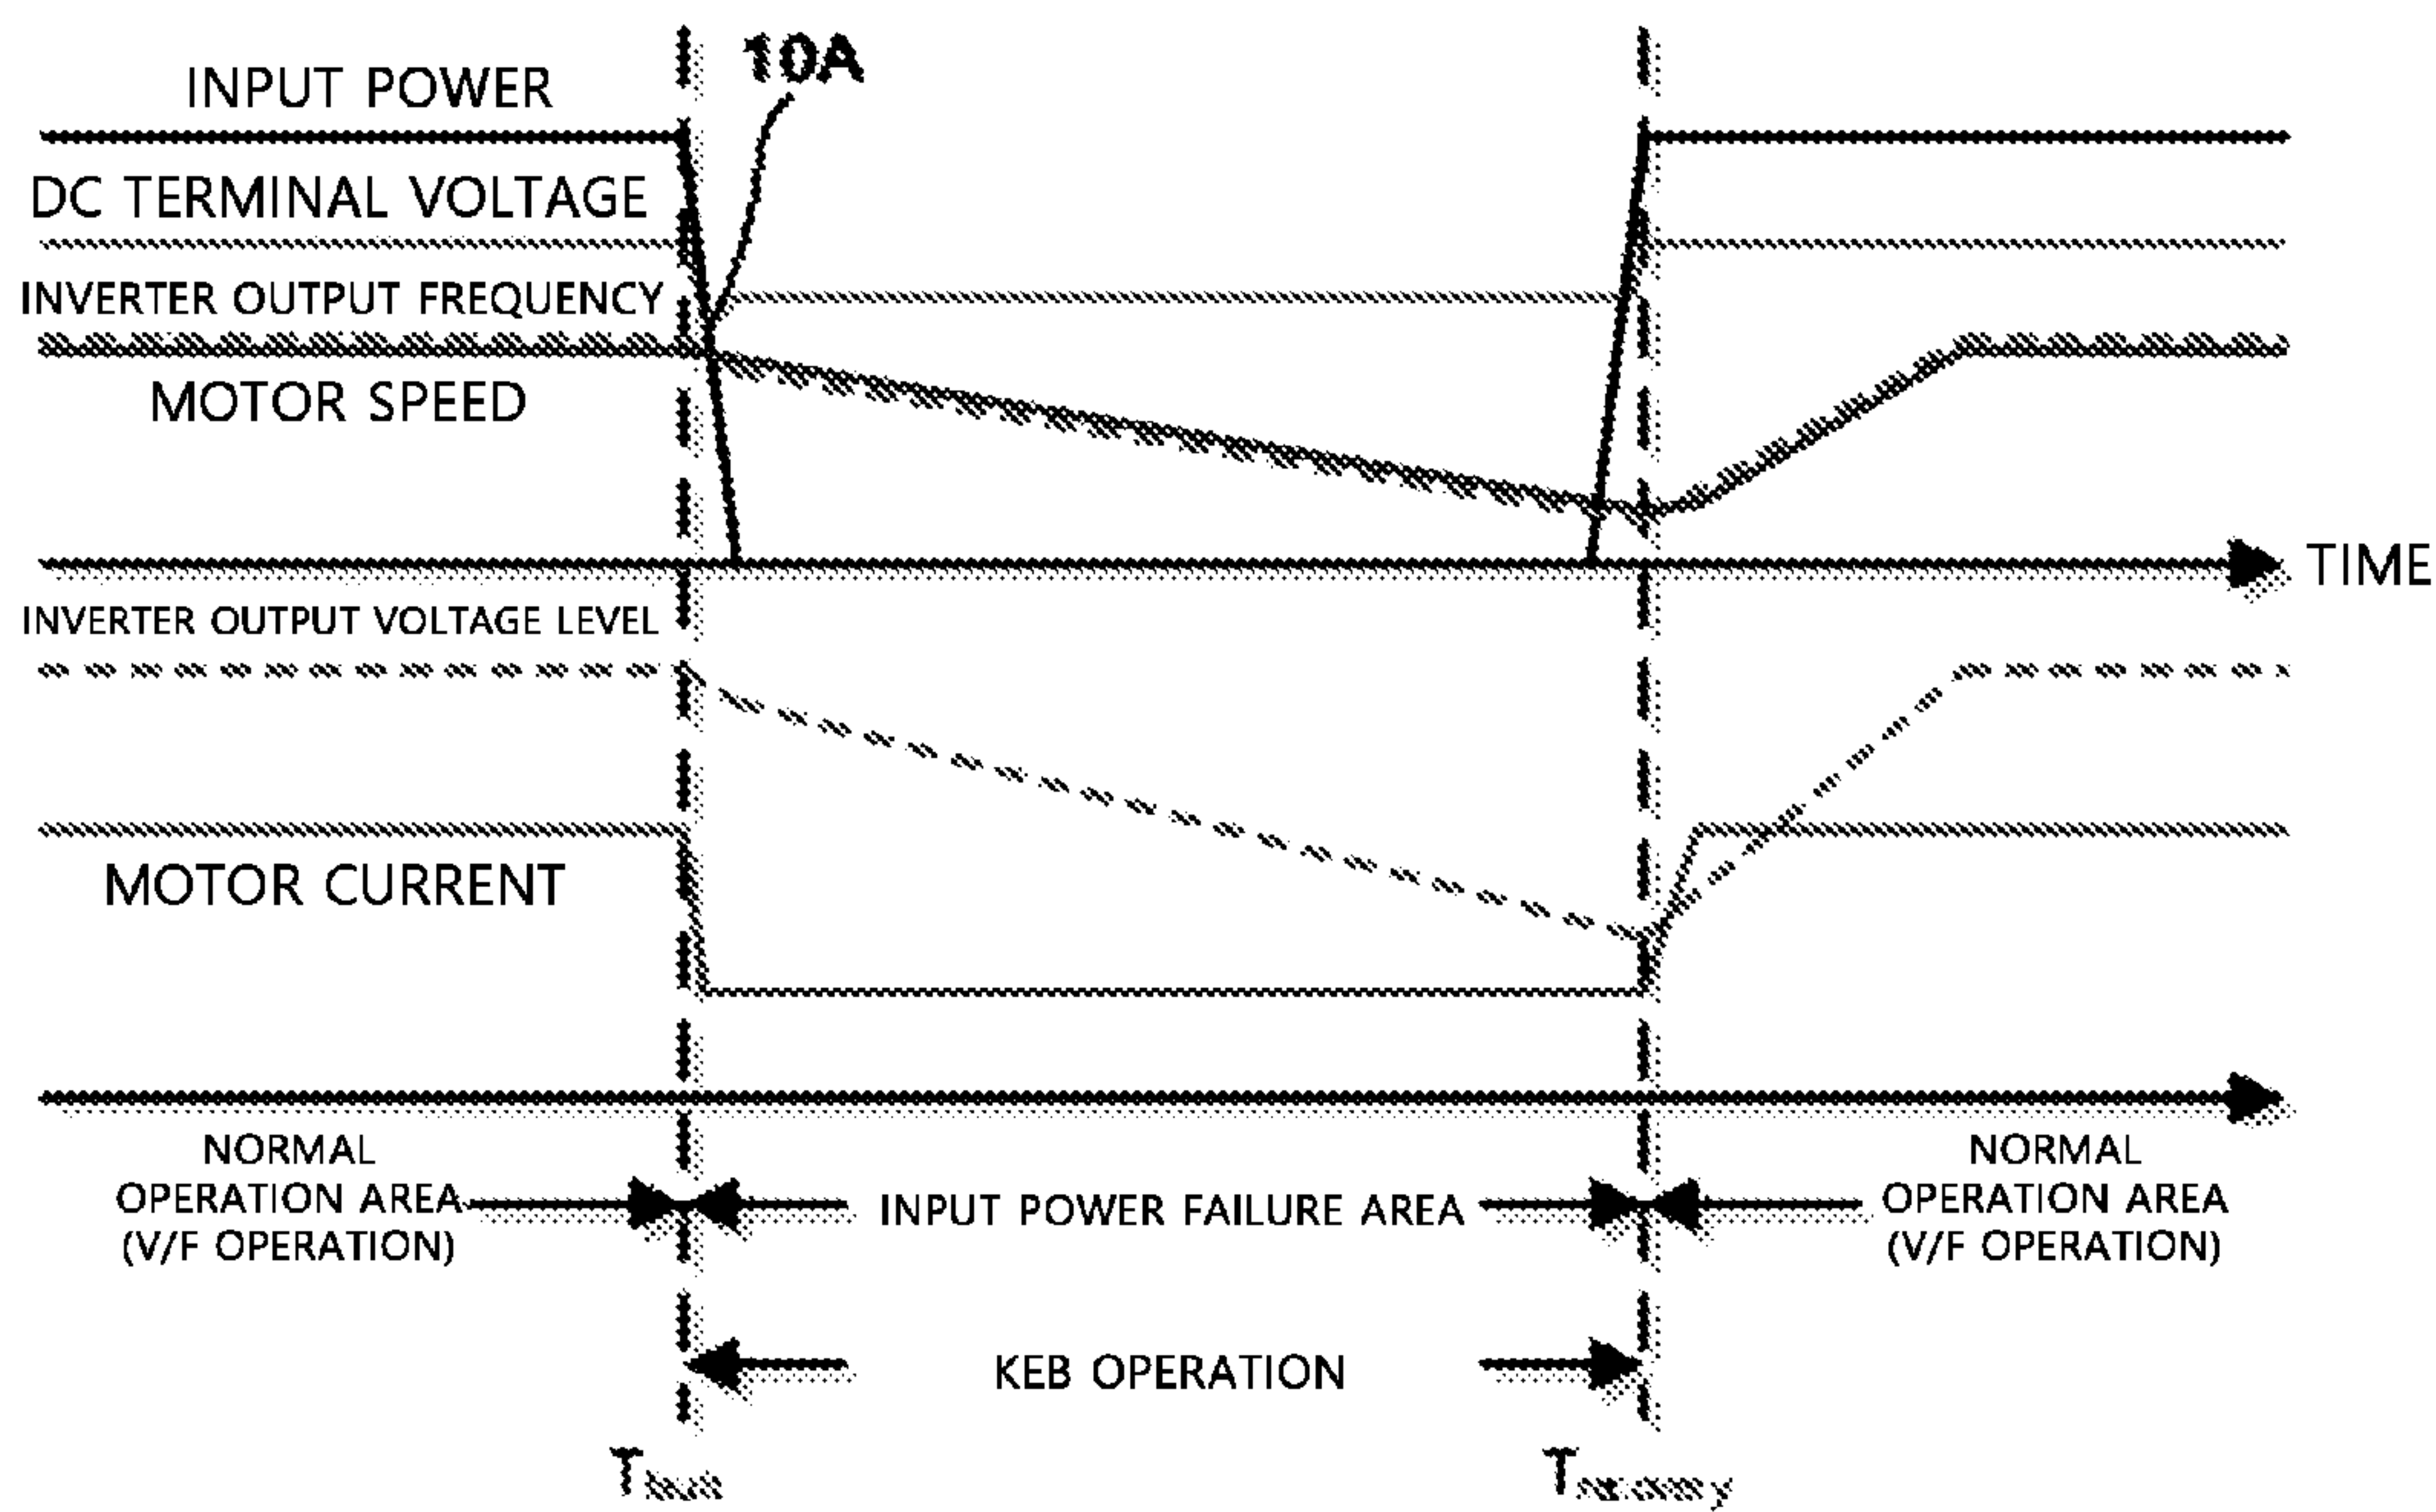 10A
INPUT POWER
DC TERMINAL VOLTAGE
INVERTER OUTPUT FREQUENCY
MOTOR SPEED
TIME
INVERTER OUTPUT VOLTAGE LEVEL
MOTOR CURRENT
NORMAL
OPERATION AREA
(V/F OPERATION)
INPUT POWER FAILURE AREA
NORMAL
OPERATION AREA
(V/F OPERATION)
KEB OPERATION
T
T